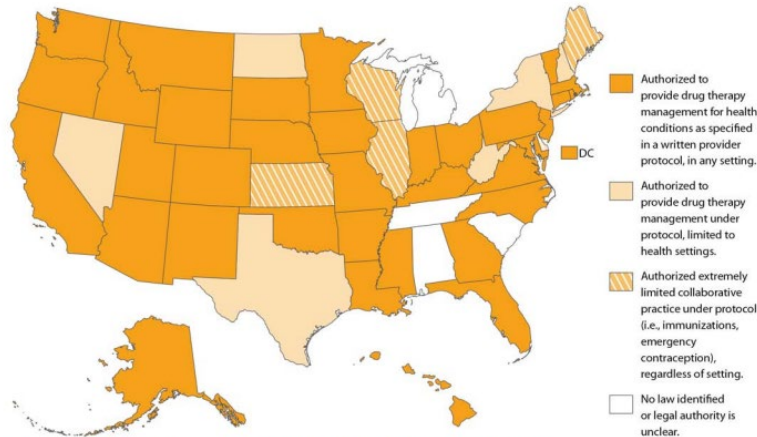 Authorized to
provide drug therapy
management for health
conditions as specified
in a written provider
protocol, in any setting.
DC
Authorized to
provide drug therapy
management under
protocol, limited to
health settings.
Authorized extremely
limited collaborative
practice under protocol
(i.e., immunizations,
emergency
contraception),
regardless of setting.
No law identified
or legal authority is
unclear.